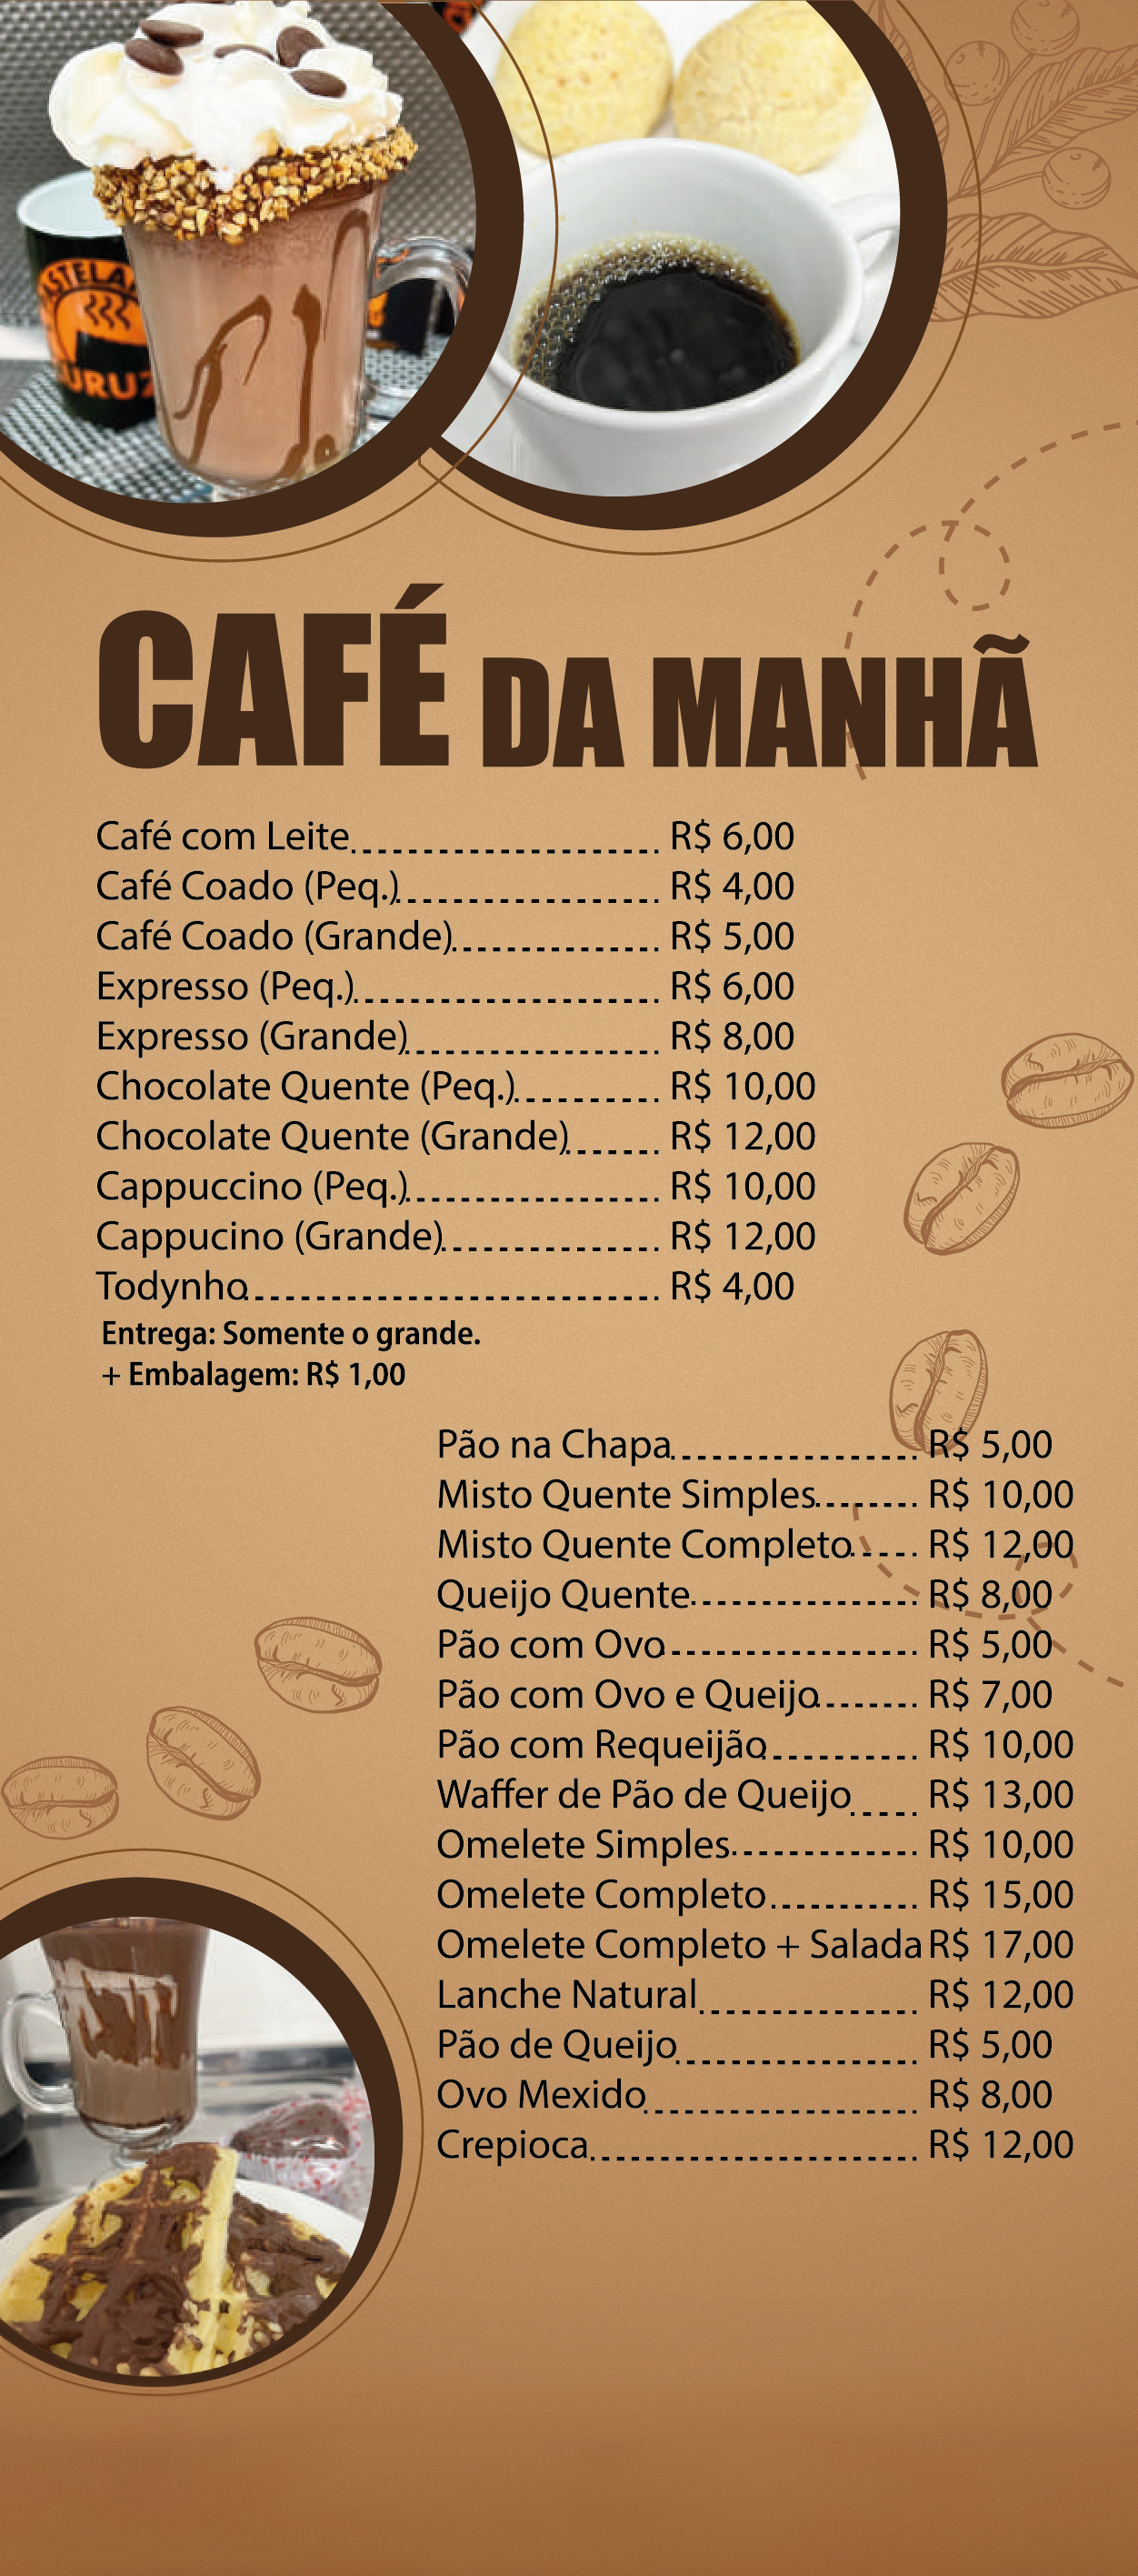 CAFÉ DA MANHÃ
Café com Leite R$ 6,00
Café Coado (Peq.) R$ 4,00
Café Coado (Grande) R$ 5,00
Expresso (Peq.) R$ 6,00
Expresso (Grande) R$ 8,00
Chocolate Quente (Peq.) R$ 10,00
Chocolate Quente (Grande) R$ 12,00
Cappuccino (Peq.) R$ 10,00
Cappucino (Grande) R$ 12,00
Todynho R$ 4,00
Entrega: Somente o grande.
+ Embalagem: R$ 1,00
Pão na Chapa R$ 5,00
Misto Quente Simples R$ 10,00
Misto Quente Completo R$ 12,00
Queijo Quente R$ 8,00
Pão com Ovo R$ 5,00
Pão com Ovo e Queijo R$ 7,00
Pão com Requeijão R$ 10,00
Waffer de Pão de Queijo R$ 13,00
Omelete Simples R$ 10,00
Omelete Completo R$ 15,00
Omelete Completo + Salada R$ 17,00
Lanche Natural R$ 12,00
Pão de Queijo R$ 5,00
Ovo Mexido R$ 8,00
Crepioca R$ 12,00